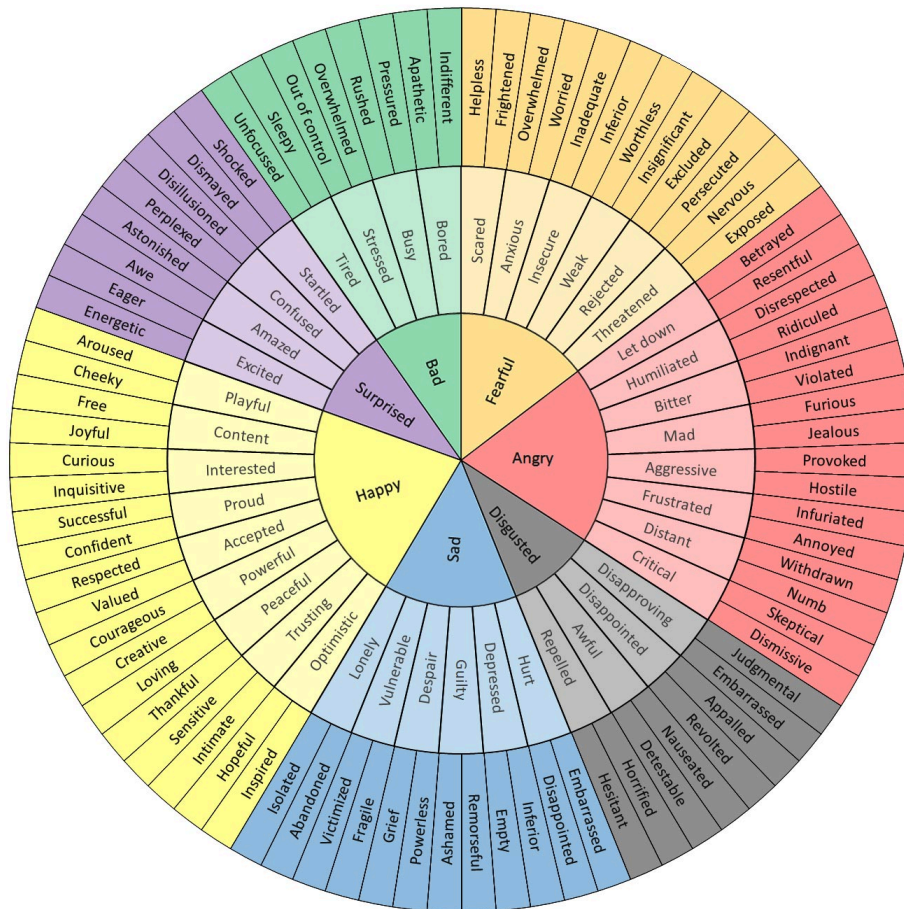 Fearful
Angry
Disgusted
Sad
Happy
Surprised
Bad
Scared
Anxious
Insecure
Weak
Rejected
Threatened
Let down
Humiliated
Bitter
Mad
Aggressive
Frustrated
Distant
Critical
Disapproving
Disappointed
Awful
Repelled
Hurt
Depressed
Guilty
Despair
Vulnerable
Lonely
Optimistic
Trusting
Peaceful
Powerful
Accepted
Proud
Interested
Content
Playful
Excited
Amazed
Confused
Startled
Tired
Stressed
Busy
Bored
Helpless
Frightened
Overwhelmed
Worried
Inadequate
Inferior
Worthless
Insignificant
Excluded
Persecuted
Nervous
Exposed
Betrayed
Resentful
Disrespected
Ridiculed
Indignant
Violated
Furious
Jealous
Provoked
Hostile
Infuriated
Annoyed
Withdrawn
Numb
Skeptical
Dismissive
Judgmental
Embarrassed
Appalled
Revolted
Nauseated
Detestable
Horrified
Hesitant
Embarrassed
Disappointed
Inferior
Empty
Remorseful
Ashamed
Powerless
Grief
Fragile
Victimized
Abandoned
Isolated
Inspired
Hopeful
Intimate
Sensitive
Thankful
Loving
Creative
Courageous
Valued
Respected
Confident
Successful
Inquisitive
Curious
Joyful
Free
Cheeky
Aroused
Energetic
Eager
Awe
Astonished
Perplexed
Disillusioned
Dismayed
Shocked
Unfocussed
Sleepy
Out of control
Overwhelmed
Rushed
Pressured
Apathetic
Indifferent